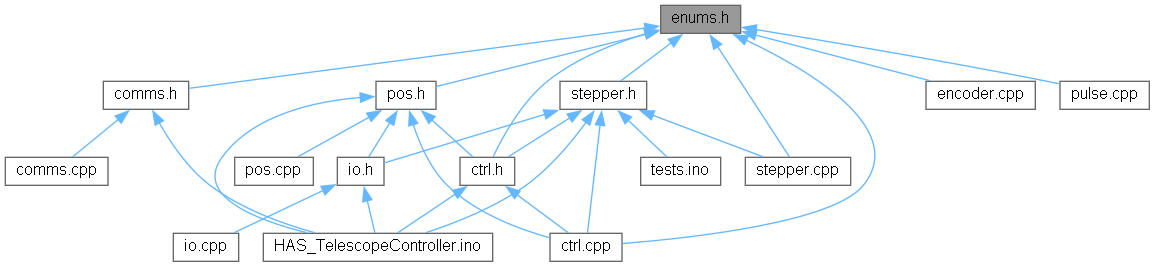 enums.h
comms.h
pos.h
stepper.h
encoder.cpp
pulse.cpp
comms.cpp
pos.cpp
io.h
ctrl.h
tests.ino
stepper.cpp
io.cpp
HAS_TelescopeController.ino
ctrl.cpp